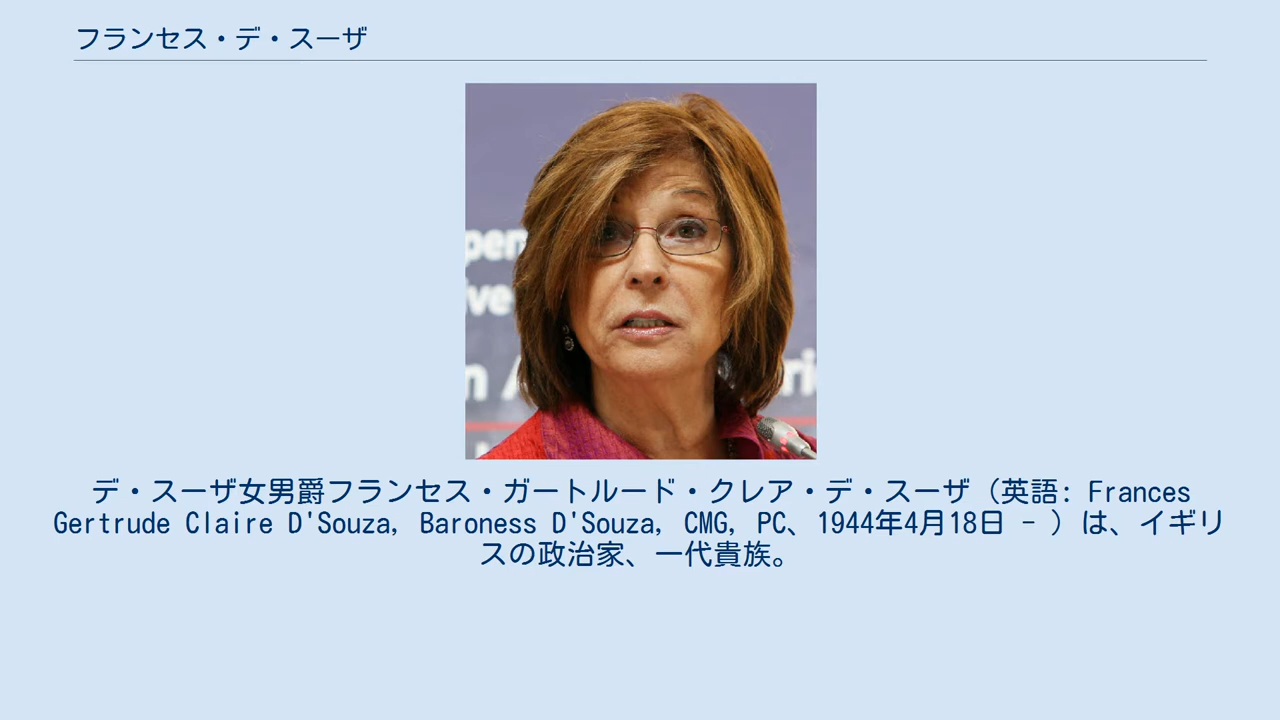 フランセス・デ・スーザ
pen
ive
n A
ri
デ・スーザ女男爵フランセス・ガートルード・クレア・デ・スーザ（英語: Frances
Gertrude Claire D'Souza, Baroness D'Souza, CMG, PC、1944年4月18日 - ）は、イギリ
スの政治家、一代貴族。